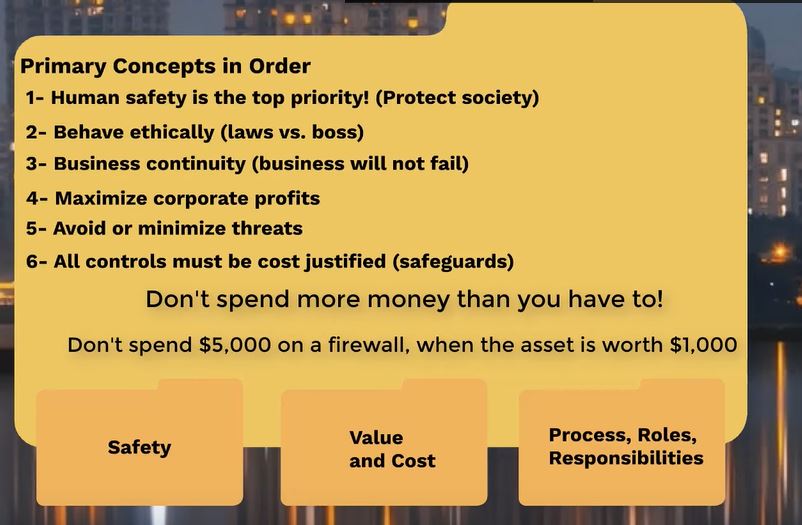 Primary Concepts in Order
1- Human safety is the top priority! (Protect society)
2- Behave ethically (laws vs. boss)
3- Business continuity (business will not fail)
4- Maximize corporate profits
5- Avoid or minimize threats
6- All controls must be cost justified (safeguards)
Don't spend more money than you have to!
Don't spend $5,000 on a firewall, when the asset is worth $1,000
Safety
Value
and Cost
Process, Roles,
Responsibilities